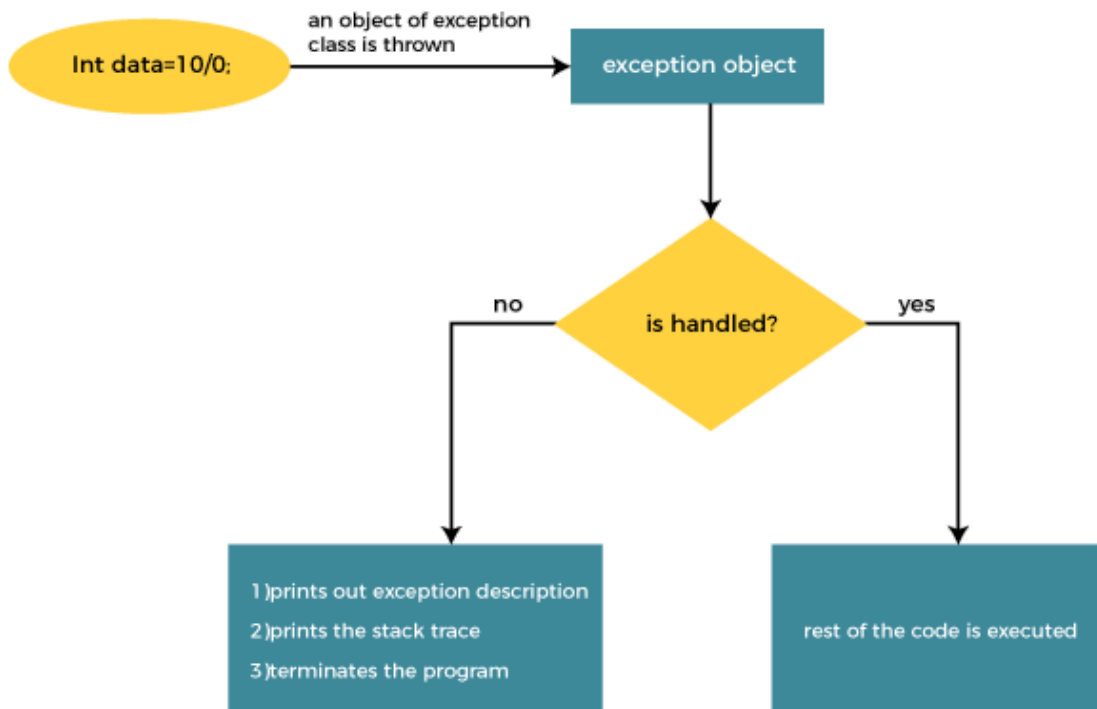 Int data=10/0;
an object of exception
class is thrown
exception object
is handled?
no
yes
1)prints out exception description
2)prints the stack trace
3)terminates the program
rest of the code is executed